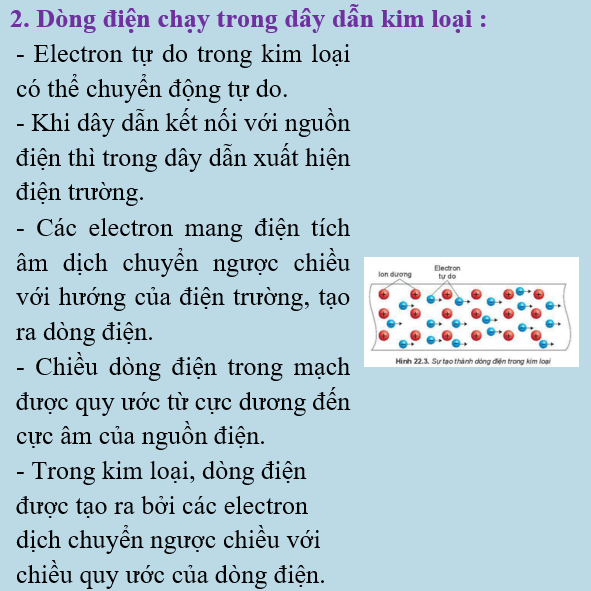 2. Dòng điện chạy trong dây dẫn kim loại :
- Electron tự do trong kim loại
có thể chuyển động tự do.
- Khi dây dẫn kết nối với nguồn
điện thì trong dây dẫn xuất hiện
điện trường.
- Các electron mang điện tích
âm dịch chuyển ngược chiều
với hướng của điện trường, tạo
ra dòng điện.
- Chiều dòng điện trong mạch
được quy ước từ cực dương đến
cực âm của nguồn điện.
- Trong kim loại, dòng điện
được tạo ra bởi các electron
dịch chuyển ngược chiều với
chiều quy ước của dòng điện.
Ion dương
Electron
tự do
Hình 22.3. Sự tạo thành dòng điện trong kim loại